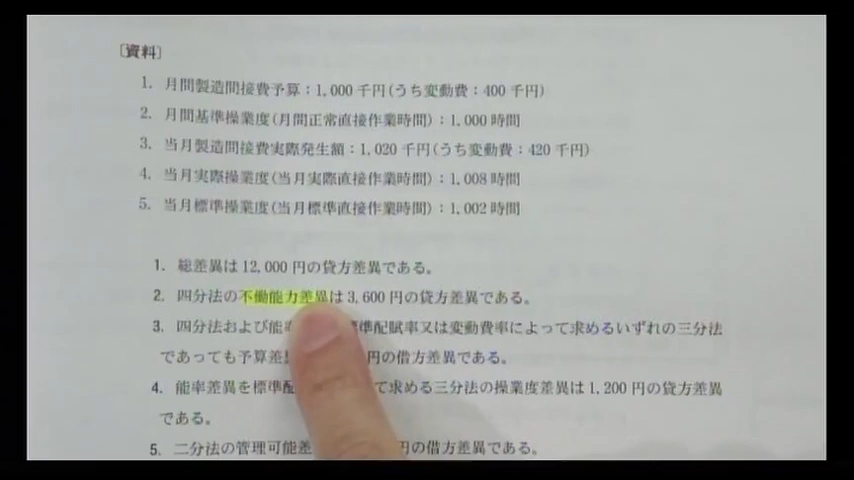 〔資料〕
1. 月間製造間接費予算：1,000 千円(うち変動費：400 千円)
2. 月間基準操業度(月間正常直接作業時間)：1,000 時間
3. 当月製造間接費実際発生額：1,020 千円(うち変動費：420 千円)
4. 当月実際操業度(当月実際直接作業時間)：1,008 時間
5. 当月標準操業度(当月標準直接作業時間)：1,002 時間
1. 総差異は 12,000 円の貸方差異である。
2. 四分法の不働能力差異は 3,600 円の貸方差異である。
3. 四分法および能 準配賦率又は変動費率によって求めるいずれの三分法
であっても予算差 円の借方差異である。
4. 能率差異を標準配 て求める三分法の操業度差異は 1,200 円の貸方差異
である。
5. 二分法の管理可能差 円の借方差異である。